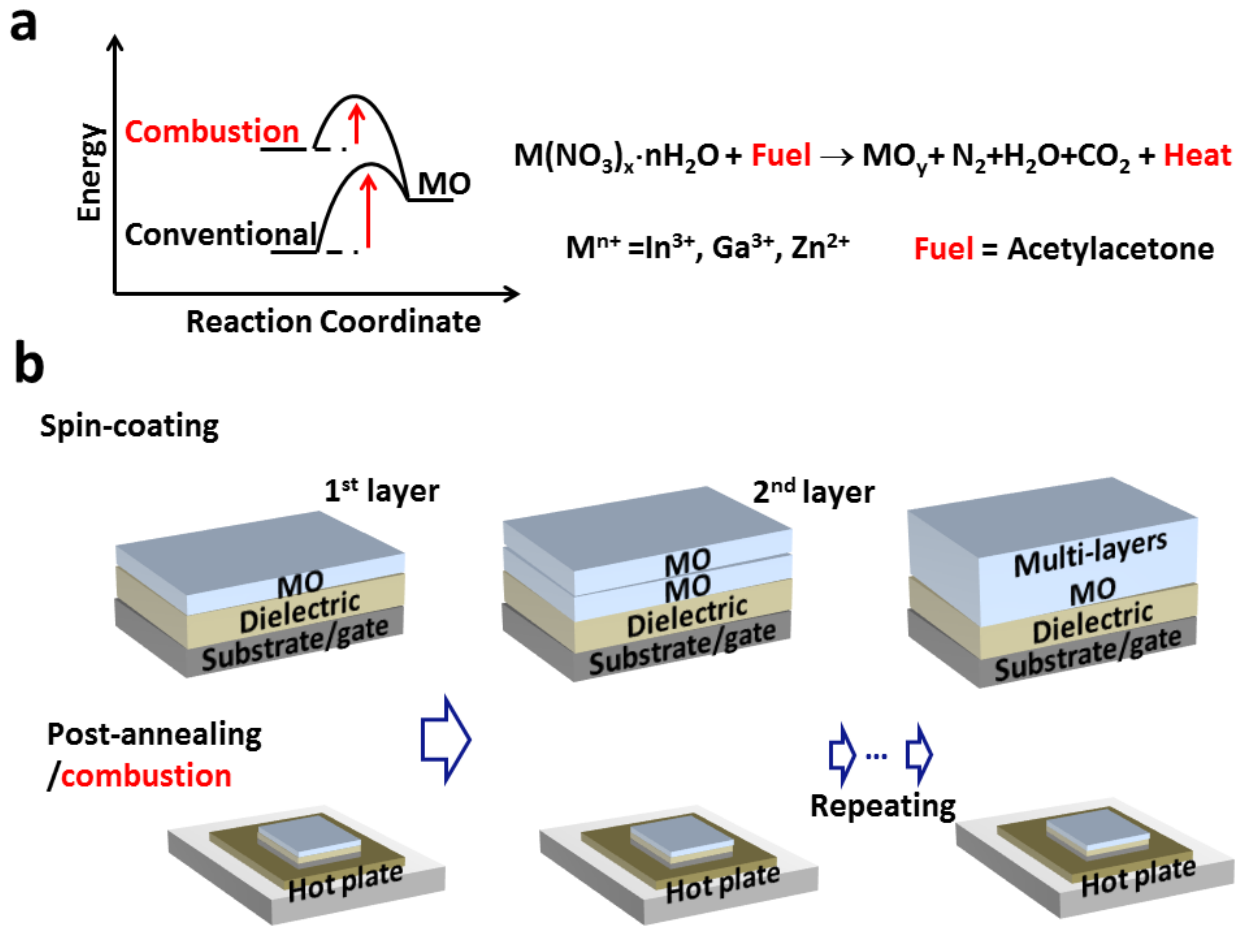 a
Energy
Combustion
Conventional
MO
Reaction Coordinate
M(NO₃)ₓ·nH₂O + Fuel → MOᵧ+ N₂+H₂O+CO₂ + Heat
Mⁿ⁺ =In³⁺, Ga³⁺, Zn²⁺
Fuel = Acetylacetone
b
Spin-coating
1ˢᵗ layer
2ⁿᵈ layer
MO
Dielectric
Substrate/gate
MO
MO
Dielectric
Substrate/gate
Multi-layers
MO
Dielectric
Substrate/gate
Post-annealing
/combustion
...
Repeating
Hot plate
Hot plate
Hot plate